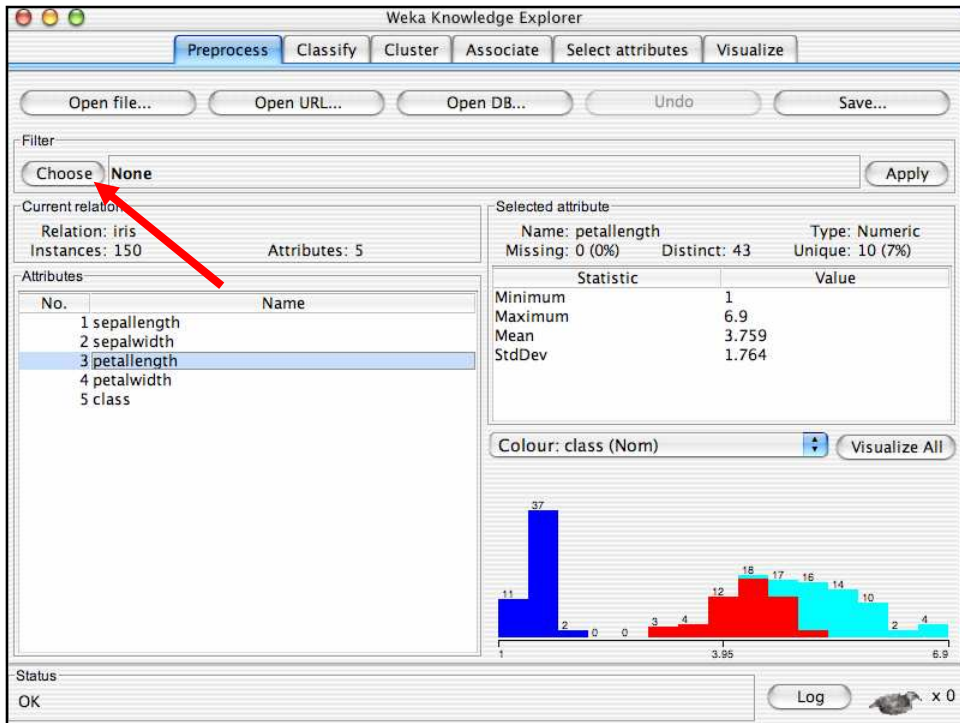 Weka Knowledge Explorer
Preprocess Classify Cluster Associate Select attributes Visualize
Open file... Open URL... Open DB... Undo Save...
Filter
Choose None Apply
Current relation
Relation: iris
Instances: 150 Attributes: 5
Attributes
No. Name
1 sepallength
2 sepalwidth
3 petallength
4 petalwidth
5 class
Selected attribute
Name: petallength Type: Numeric
Missing: 0 (0%) Distinct: 43 Unique: 10 (7%)
Statistic Value
Minimum 1
Maximum 6.9
Mean 3.759
StdDev 1.764
Colour: class (Nom) Visualize All
11 37 2 0 0 3 4 12 18 17 16 14 10 2 4
1 3.95 6.9
Status
OK Log x 0